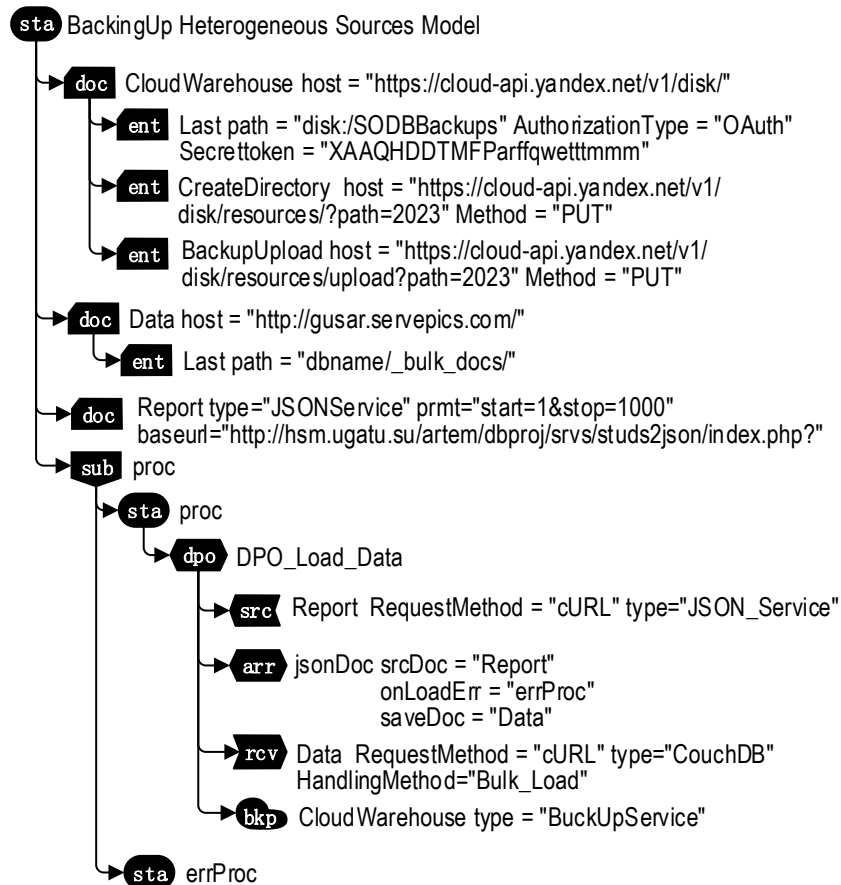 sta BackingUp Heterogeneous Sources Model
doc CloudWarehouse host = "https://cloud-api.yandex.net/v1/disk/"
ent Last path = "disk:/SODBBackups" AuthorizationType = "OAuth"
Secrettoken = "XAAQHDDTMFParffqwetttmmm"
ent CreateDirectory host = "https://cloud-api.yandex.net/v1/
disk/resources/?path=2023" Method = "PUT"
ent BackupUpload host = "https://cloud-api.yandex.net/v1/
disk/resources/upload?path=2023" Method = "PUT"
doc Data host = "http://gusar.servepics.com/"
ent Last path = "dbname/_bulk_docs/"
doc Report type="JSONService" prmt="start=1&stop=1000"
baseurl="http://hsm.ugatu.su/artem/dbproj/srvs/studs2json/index.php?"
sub proc
sta proc
dpo DPO_Load_Data
src Report RequestMethod = "cURL" type="JSON_Service"
arr jsonDoc srcDoc = "Report"
onLoadErr = "errProc"
saveDoc = "Data"
rcv Data RequestMethod = "cURL" type="CouchDB"
HandlingMethod="Bulk_Load"
bkp CloudWarehouse type = "BuckUpService"
sta errProc